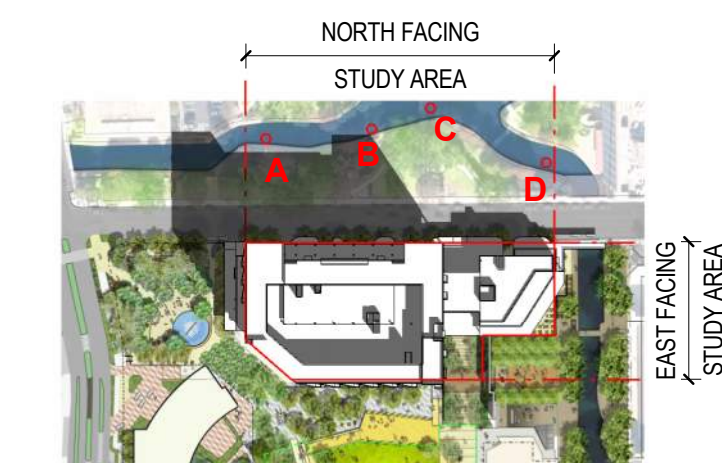 NORTH FACING
STUDY AREA
A
B
C
D
EAST FACING
STUDY AREA